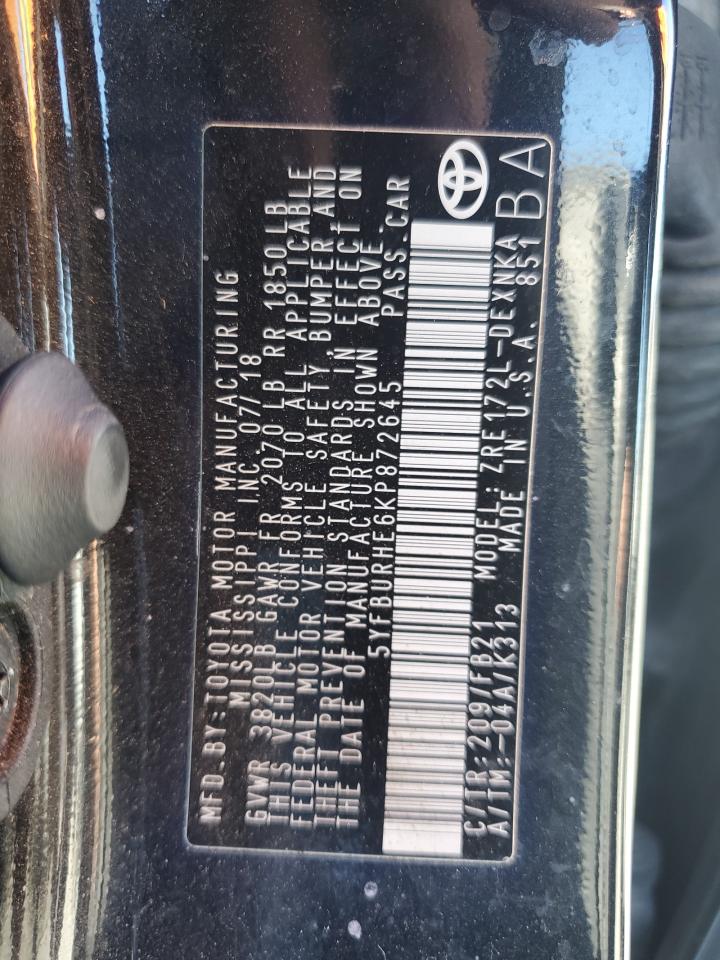 MFD.BY:TOYOTA MOTOR MANUFACTURING
MISSISSIPPI INC.07/18
GVWR 3820LB GAWR FR 2070 LB RR 1850LB
THIS VEHICLE CONFORMS TO ALL APPLICABLE
FEDERAL MOTOR VEHICLE SAFETY BUMPER,AND
THEFT PREVENTION STANDARDS IN EFFECT ON
THE DATE OF MANUFACTURE SHOWN ABOVE.
5YFBURHE6KP872645 PASS.CAR
C/TR:209/FB21 MODEL:ZRE172L-DEXNKA
A/TM:-04A/K313 MADE IN U.S.A. 851 BA